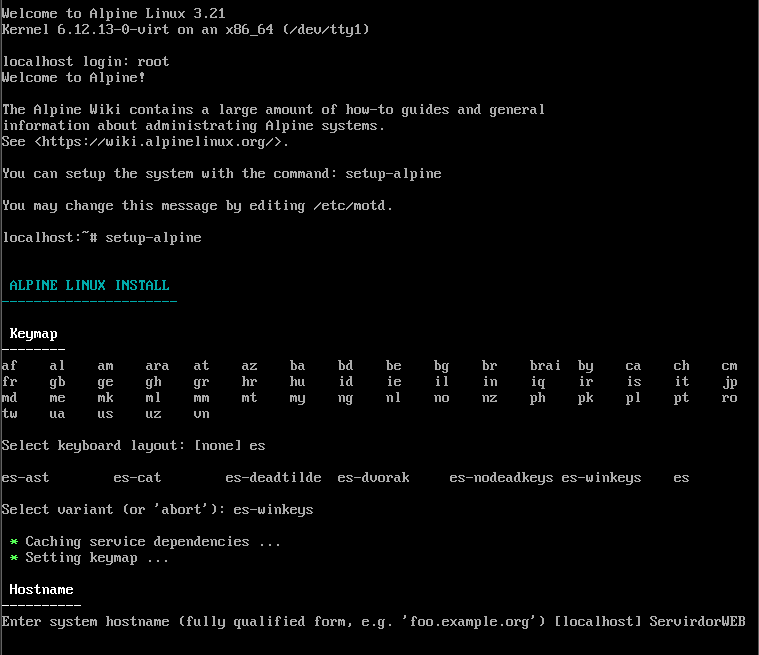 Welcome to Alpine Linux 3.21
Kernel 6.12.13-0-virt on an x86_64 (/dev/tty1)
localhost login: root
Welcome to Alpine!
The Alpine Wiki contains a large amount of how-to guides and general
information about administrating Alpine systems.
See <https://wiki.alpinelinux.org/>.
You can setup the system with the command: setup-alpine
You may change this message by editing /etc/motd.
localhost:~# setup-alpine
ALPINE LINUX INSTALL
----------------------
Keymap
--------
af al am ara at az ba bd be bg br brai by ca ch cm
fr gb ge gh gr hr hu id ie il in iq ir is it jp
md me mk ml mm mt my ng nl no nz ph pk pl pt ro
tw ua us uz vn
Select keyboard layout: [none] es
es-ast es-cat es-deadtilde es-dvorak es-nodeadkeys es-winkeys es
Select variant (or 'abort'): es-winkeys
* Caching service dependencies ...
* Setting keymap ...
Hostname
----------
Enter system hostname (fully qualified form, e.g. 'foo.example.org') [localhost] ServirdorWEB